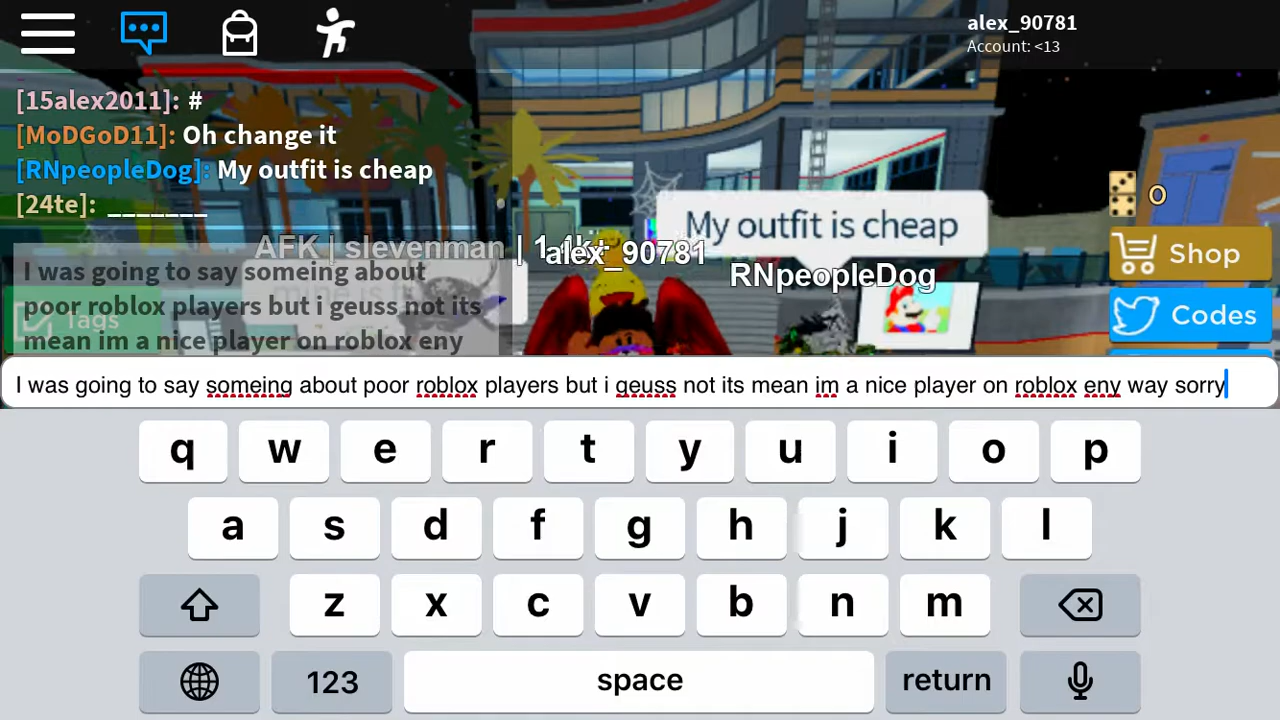 alex_90781
Account: <13
[15alex2011]: #
[MoDGoD11]: Oh change it
[RNpeopleDog]: My outfit is cheap
[24te]: _______
My outfit is cheap
0
AFK | slevenman | 1
alex_90781
RNpeopleDog
Shop
Codes
Tags
I was going to say someing about
poor roblox players but i geuss not its
mean im a nice player on roblox eny
I was going to say someing about poor roblox players but i geuss not its mean im a nice player on roblox eny way sorry
q w e r t y u i o p
a s d f g h j k l
z x c v b n m
123 space return